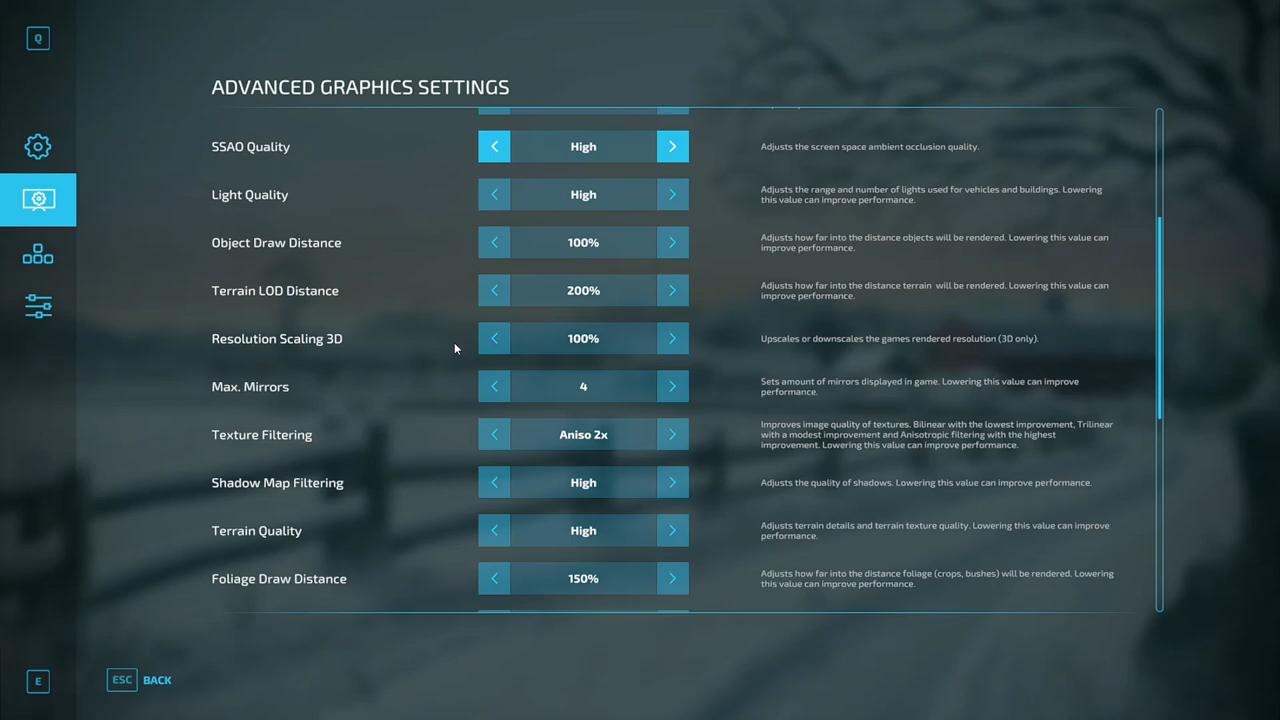 Q
ADVANCED GRAPHICS SETTINGS
SSAO Quality
High
Adjusts the screen space ambient occlusion quality.
Light Quality
High
Adjusts the range and number of lights used for vehicles and buildings. Lowering
this value can improve performance.
Object Draw Distance
100%
Adjusts how far into the distance objects will be rendered. Lowering this value can
improve performance.
Terrain LOD Distance
200%
Adjusts how far into the distance terrain will be rendered. Lowering this value can
improve performance.
Resolution Scaling 3D
100%
Upscales or downscales the games rendered resolution (3D only).
Max. Mirrors
4
Sets amount of mirrors displayed in game. Lowering this value can improve
performance.
Texture Filtering
Aniso 2x
Improves image quality of textures. Bilinear with the lowest improvement, Trilinear
with a modest improvement and Anisotropic filtering with the highest
improvement. Lowering this value can improve performance.
Shadow Map Filtering
High
Adjusts the quality of shadows. Lowering this value can improve performance.
Terrain Quality
High
Adjusts terrain details and terrain texture quality. Lowering this value can improve
performance.
Foliage Draw Distance
150%
Adjusts how far into the distance foliage (crops, bushes) will be rendered. Lowering
this value can improve performance.
E
ESC BACK